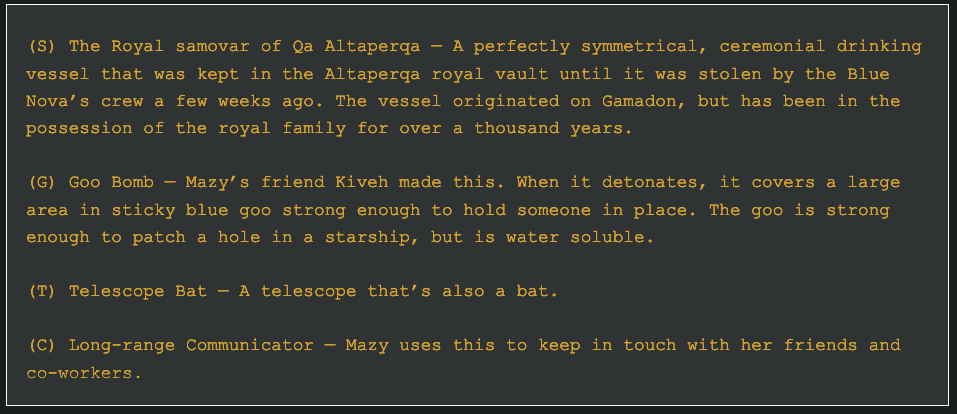 (S) The Royal samovar of Qa Altaperqa — A perfectly symmetrical, ceremonial drinking
vessel that was kept in the Altaperqa royal vault until it was stolen by the Blue
Nova’s crew a few weeks ago. The vessel originated on Gamadon, but has been in the
possession of the royal family for over a thousand years.
(G) Goo Bomb — Mazy’s friend Kiveh made this. When it detonates, it covers a large
area in sticky blue goo strong enough to hold someone in place. The goo is strong
enough to patch a hole in a starship, but is water soluble.
(T) Telescope Bat — A telescope that’s also a bat.
(C) Long-range Communicator — Mazy uses this to keep in touch with her friends and
co-workers.